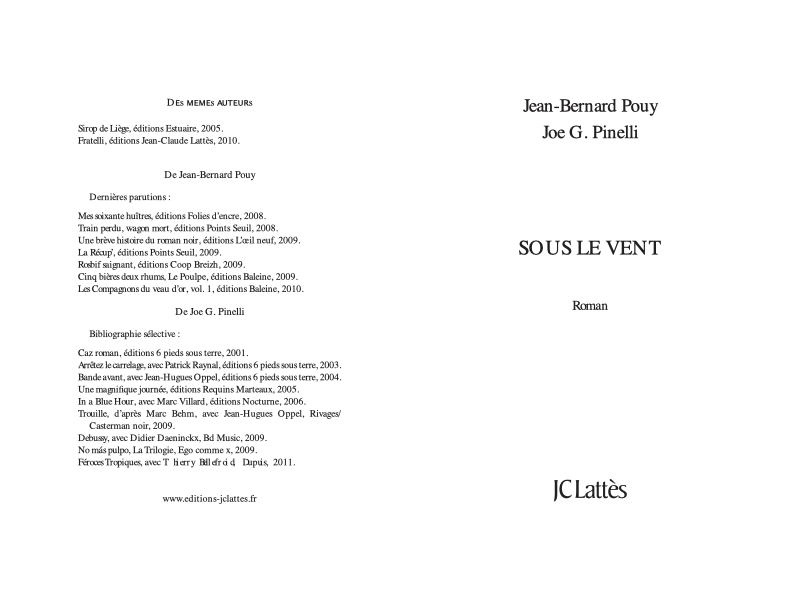 DES MEMES AUTEURS
Sirop de Liège, éditions Estuaire, 2005.
Fratelli, éditions Jean-Claude Lattès, 2010.
De Jean-Bernard Pouy
Dernières parutions :
Mes soixante huîtres, éditions Folies d'encre, 2008.
Train perdu, wagon mort, éditions Points Seuil, 2008.
Une brève histoire du roman noir, éditions L'œil neuf, 2009.
La Récup', éditions Points Seuil, 2009.
Rosbif saignant, éditions Coop Breizh, 2009.
Cinq bières deux rhums, Le Poulpe, éditions Baleine, 2009.
Les Compagnons du veau d'or, vol. 1, éditions Baleine, 2010.
De Joe G. Pinelli
Bibliographie sélective :
Caz roman, éditions 6 pieds sous terre, 2001.
Arrêtez le carrelage, avec Patrick Raynal, éditions 6 pieds sous terre, 2003.
Bande avant, avec Jean-Hugues Oppel, éditions 6 pieds sous terre, 2004.
Une magnifique journée, éditions Requins Marteaux, 2005.
In a Blue Hour, avec Marc Villard, éditions Nocturne, 2006.
Trouille, d'après Marc Behm, avec Jean-Hugues Oppel, Rivages/
Casterman noir, 2009.
Debussy, avec Didier Daeninckx, Bd Music, 2009.
No más pulpo, La Trilogie, Ego comme x, 2009.
Féroces Tropiques, avec Thierry Bellefroid, Dapuis, 2011.
www.editions-jclattes.fr
Jean-Bernard Pouy
Joe G. Pinelli
SOUS LE VENT
Roman
JC Lattès